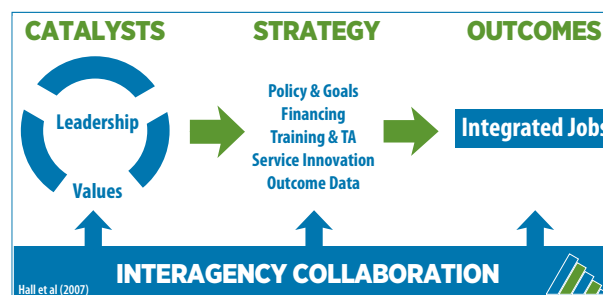 CATALYSTS
STRATEGY
OUTCOMES
Leadership
Values
Policy & Goals
Financing
Training & TA
Service Innovation
Outcome Data
Integrated Jobs
INTERAGENCY COLLABORATION
Hall et al (2007)